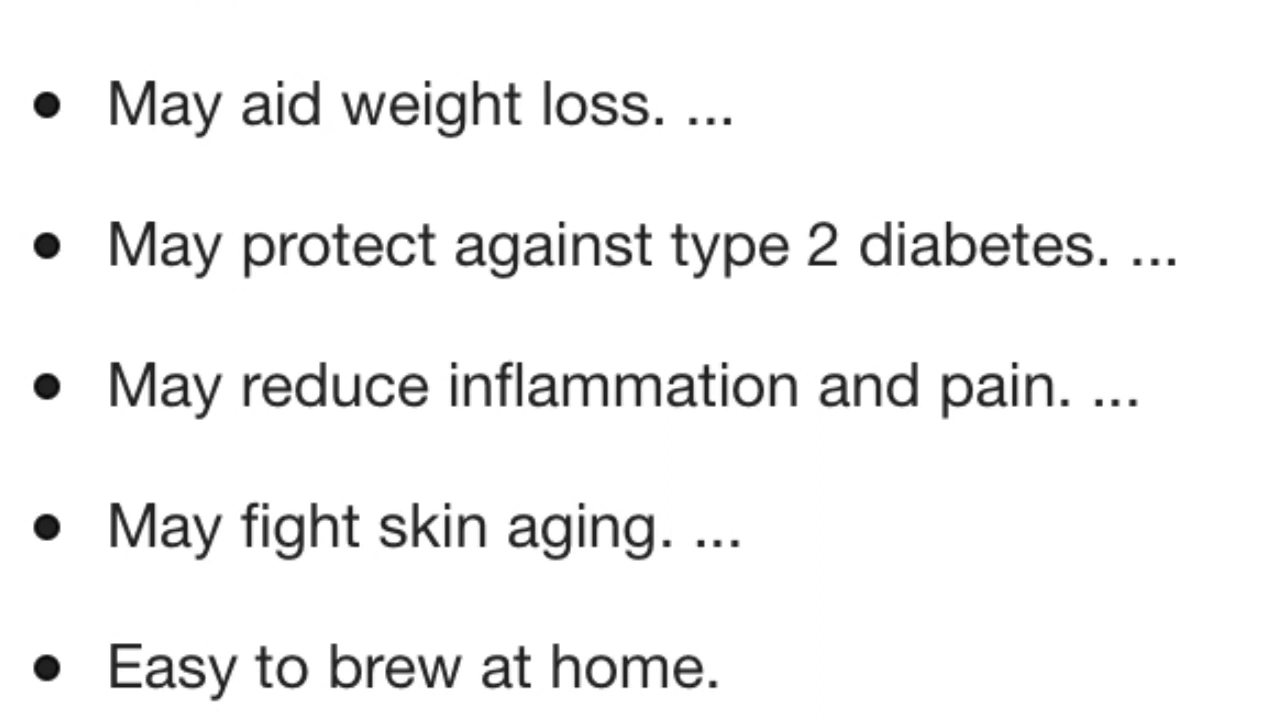 • May aid weight loss. ...
• May protect against type 2 diabetes. ...
• May reduce inflammation and pain. ...
• May fight skin aging. ...
• Easy to brew at home.